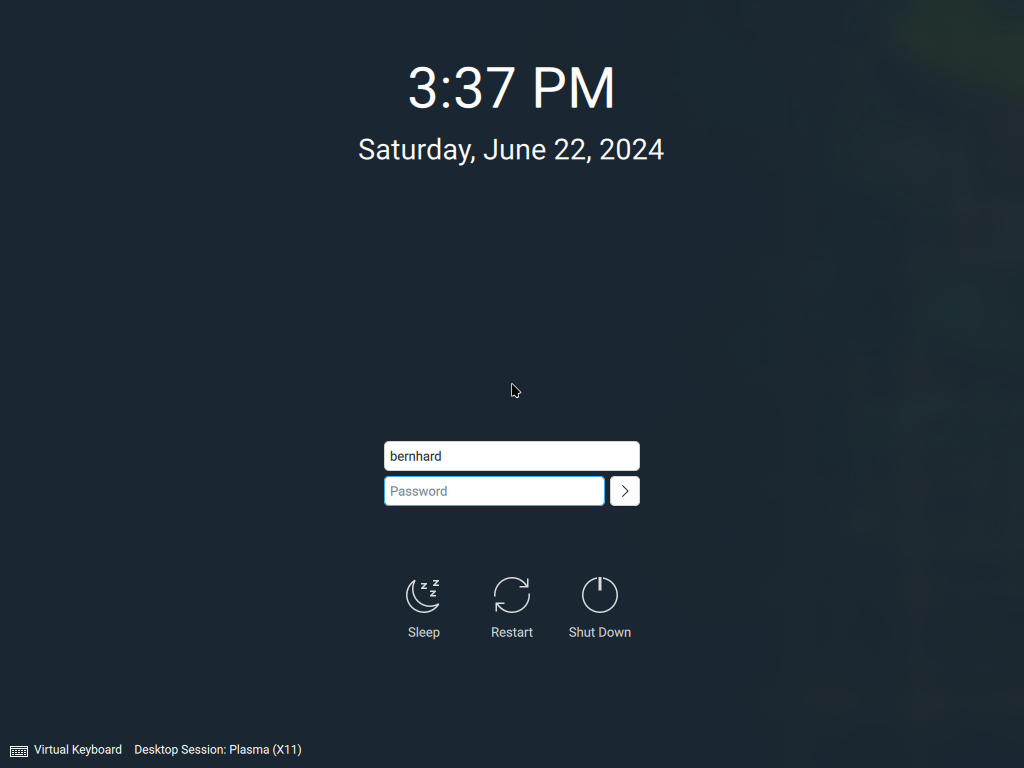 3:37 PM
Saturday, June 22, 2024
bernhard
Password
Sleep Restart Shut Down
Virtual Keyboard Desktop Session: Plasma (X11)